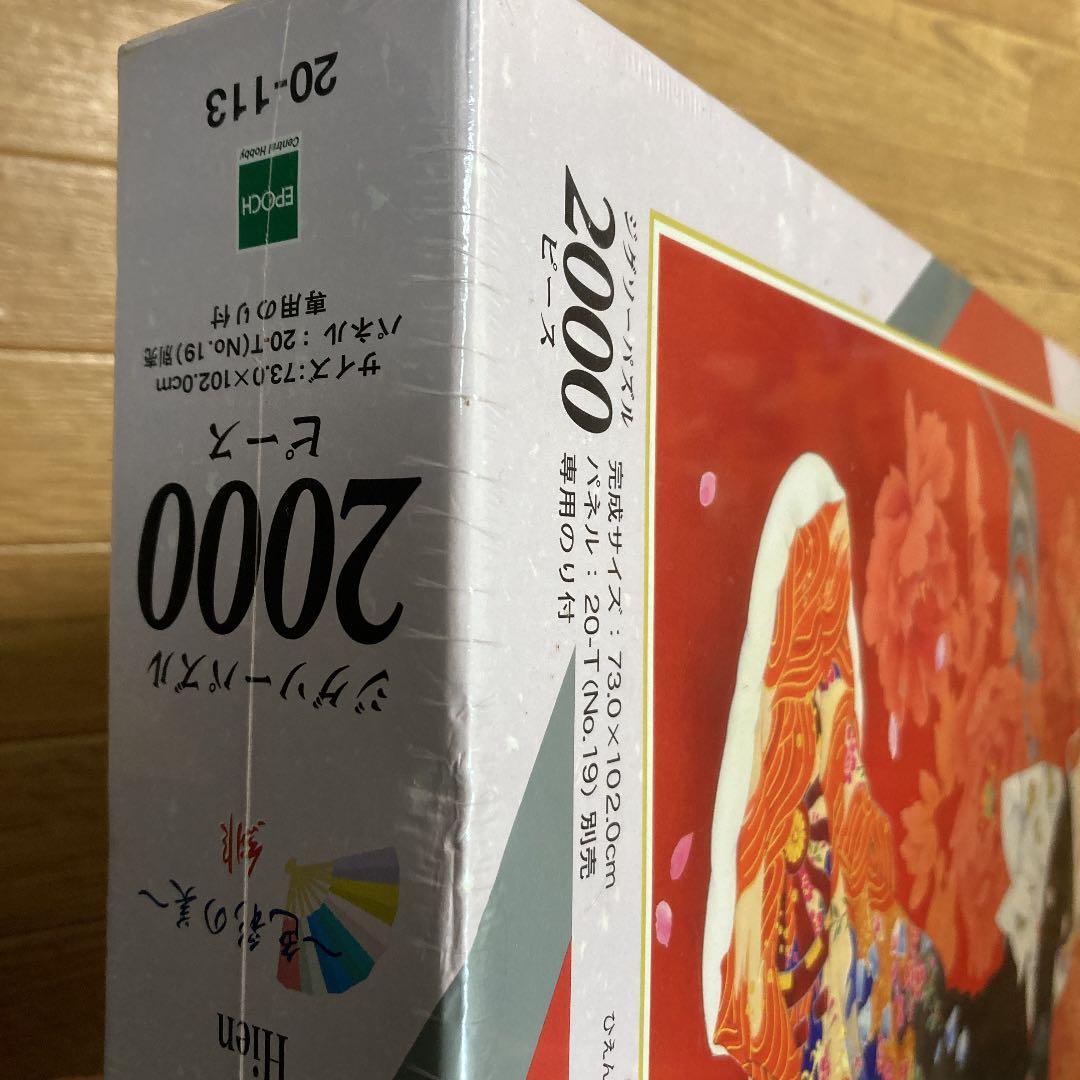 Hien
～色彩の美～
緋
ジグソーパズル
2000
ピース
サイズ:73.0×102.0cm
パネル：20-T(No.19)別売
専用のり付
EPOCH
Central Hobby
20-113
ジグソーパズル
2000
ピース
完成サイズ：73.0×102.0cm
パネル：20-T(No.19)別売
専用のり付
ひえん